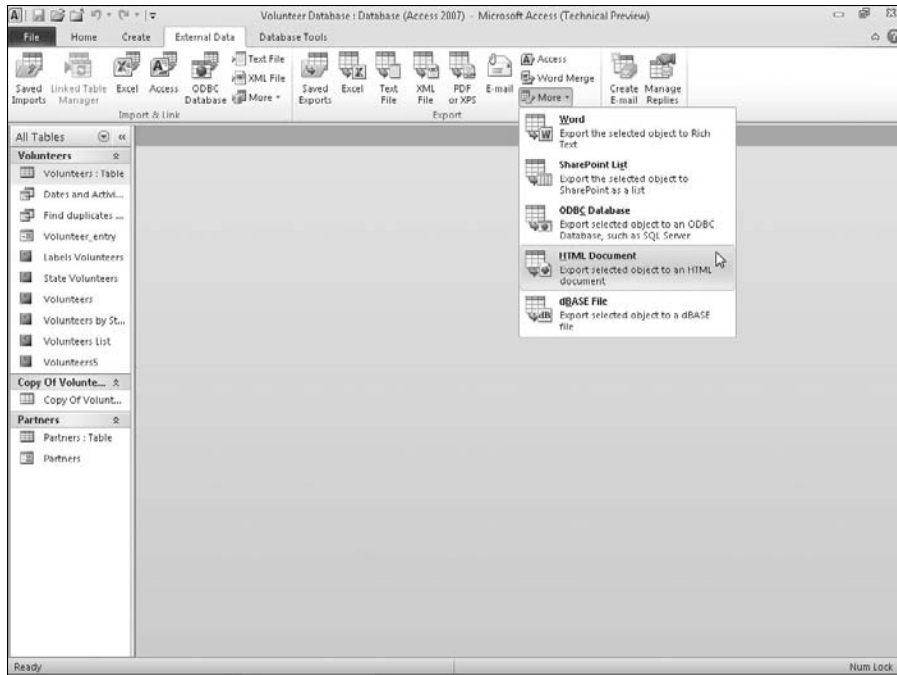 Volunteer Database : Database (Access 2007) - Microsoft Access (Technical Preview)
File Home Create External Data Database Tools
Saved Imports
Linked Table Manager
Excel
Access
ODBC Database
Text File
XML File
More
Import & Link
Saved Exports
Excel
Text File
XML File
PDF or XPS
E-mail
Access
Word Merge
More
Export
Create E-mail
Manage Replies
All Tables
Volunteers
Volunteers : Table
Dates and Activi...
Find duplicates ...
Volunteer_entry
Labels Volunteers
State Volunteers
Volunteers
Volunteers by St...
Volunteers List
Volunteers5
Copy Of Volunte...
Copy Of Volunt...
Partners
Partners : Table
Partners
Word
Export the selected object to Rich
Text
SharePoint List
Export the selected object to
SharePoint as a list
ODBC Database
Export selected object to an ODBC
Database, such as SQL Server
HTML Document
Export selected object to an HTML
document
dBASE File
Export selected object to a dBASE
file
Ready
Num Lock